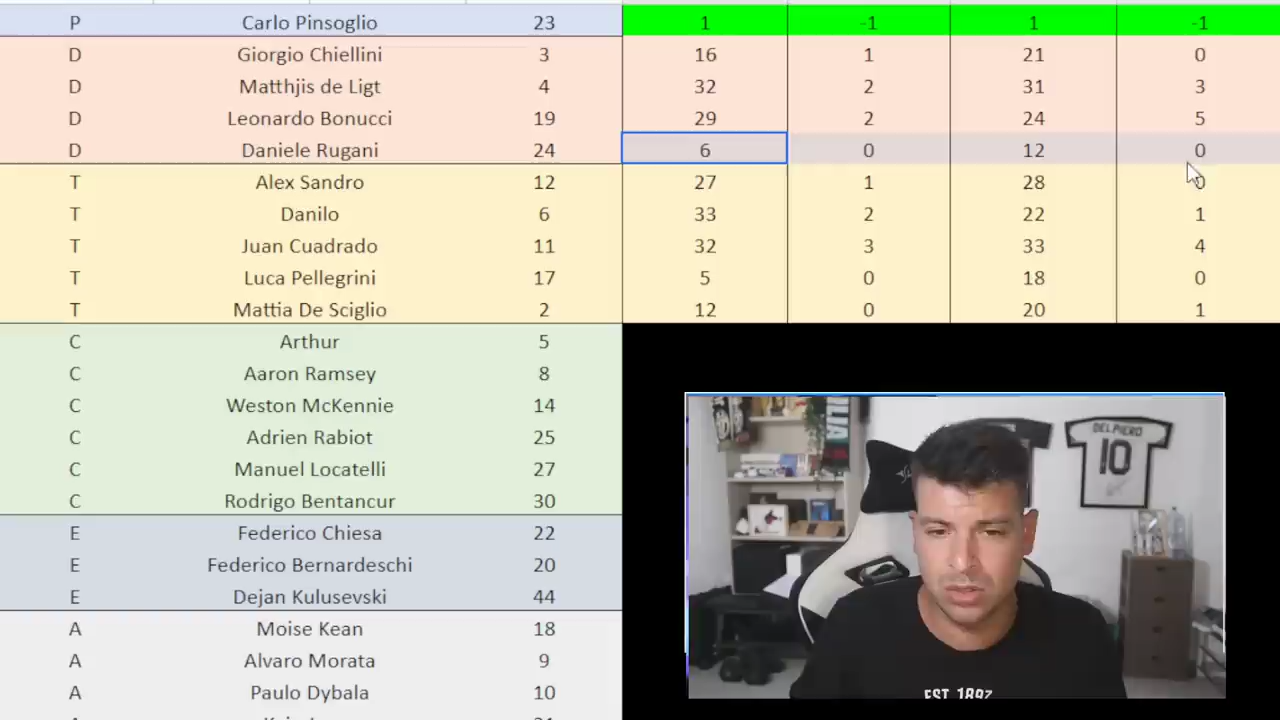 P Carlo Pinsoglio 23 1 -1 1 -1
D Giorgio Chiellini 3 16 1 21 0
D Matthjis de Ligt 4 32 2 31 3
D Leonardo Bonucci 19 29 2 24 5
D Daniele Rugani 24 6 0 12 0
T Alex Sandro 12 27 1 28 0
T Danilo 6 33 2 22 1
T Juan Cuadrado 11 32 3 33 4
T Luca Pellegrini 17 5 0 18 0
T Mattia De Sciglio 2 12 0 20 1
C Arthur 5
C Aaron Ramsey 8
C Weston McKennie 14
C Adrien Rabiot 25
C Manuel Locatelli 27
C Rodrigo Bentancur 30
E Federico Chiesa 22
E Federico Bernardeschi 20
E Dejan Kulusevski 44
A Moise Kean 18
A Alvaro Morata 9
A Paulo Dybala 10
DEL PIERO
10
EST. 1897